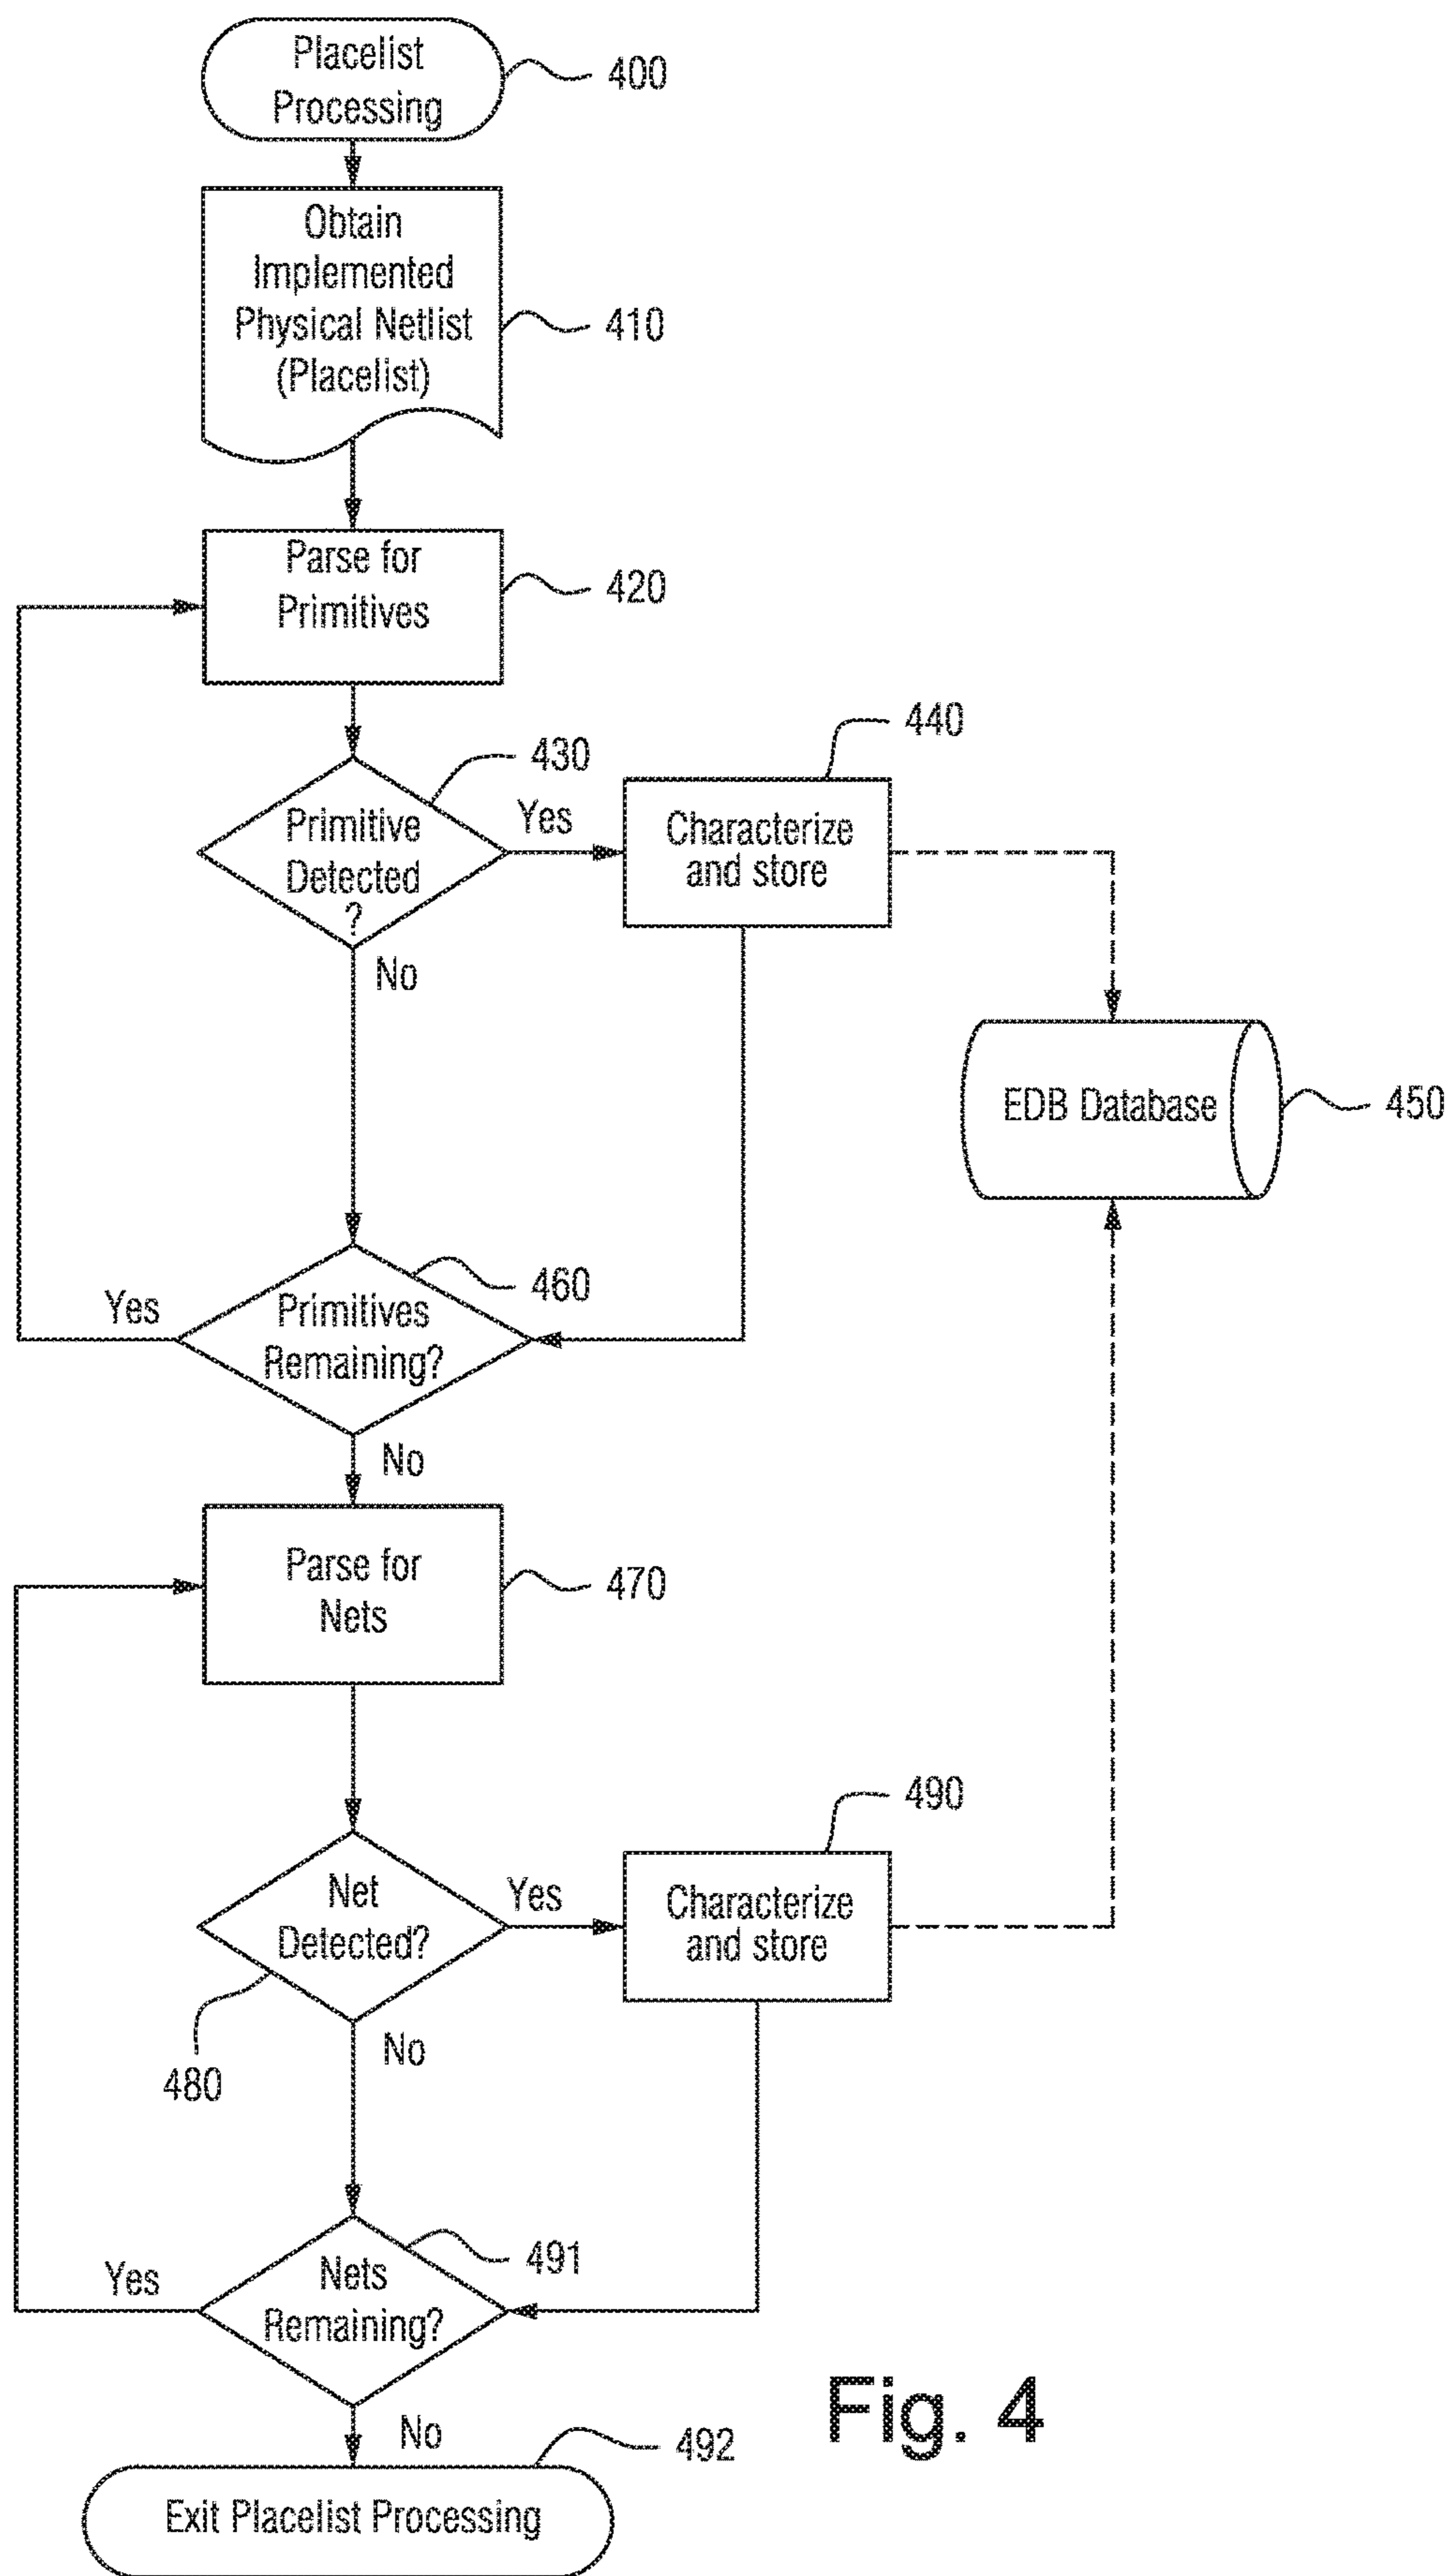 Placelist
Processing
400
Obtain
Implemented
Physical Netlist
(Placelist)
410
Parse for
Primitives
420
430
Primitive
Detected
?
Yes
No
440
Characterize
and store
EDB Database
450
460
Primitives
Remaining?
Yes
No
Parse for
Nets
470
Net
Detected?
480
Yes
No
490
Characterize
and store
491
Nets
Remaining?
Yes
No
492
Exit Placelist Processing
Fig. 4